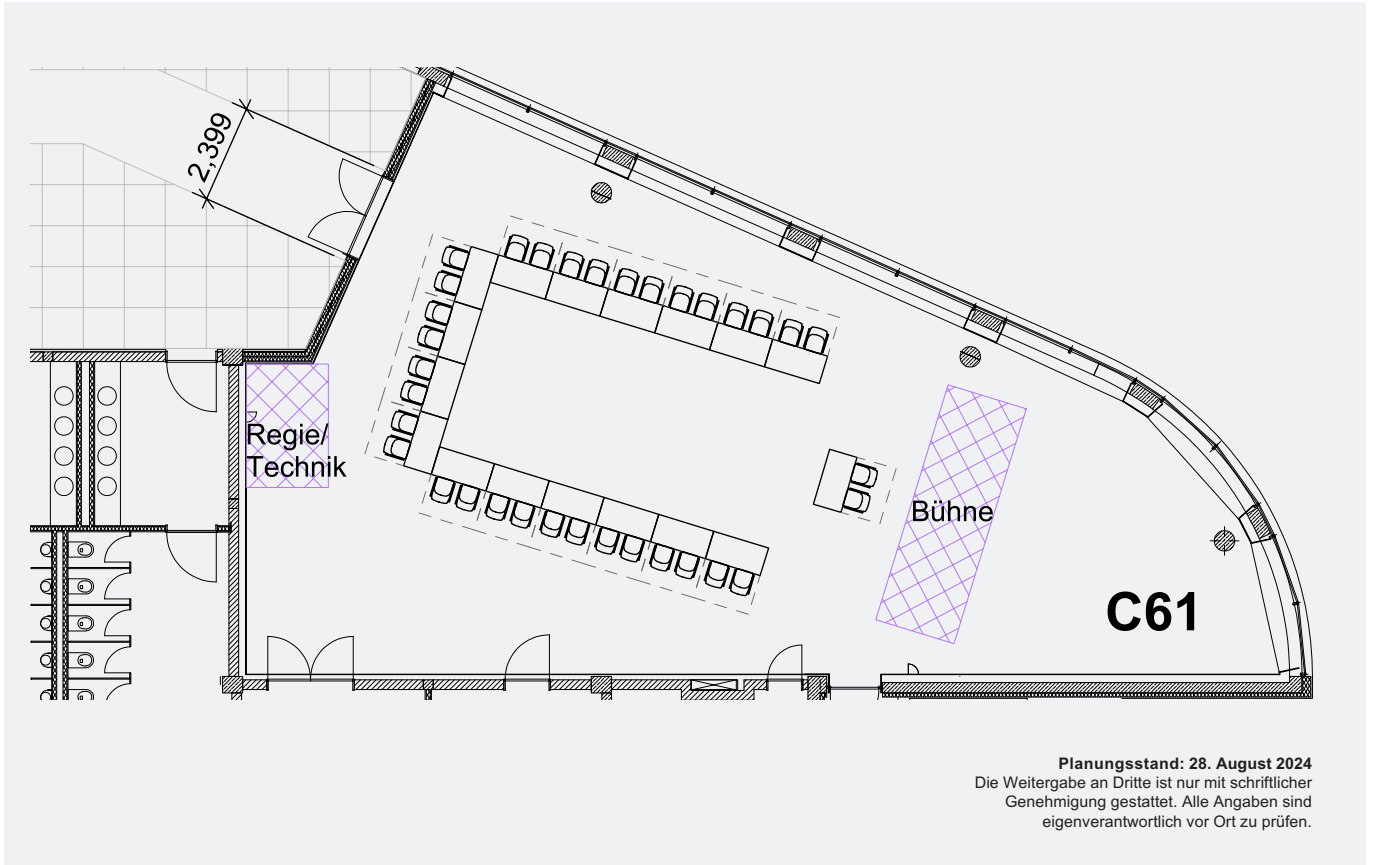 2,399
Regie/
Technik
Bühne
C61
Planungsstand: 28. August 2024
Die Weitergabe an Dritte ist nur mit schriftlicher
Genehmigung gestattet. Alle Angaben sind
eigenverantwortlich vor Ort zu prüfen.